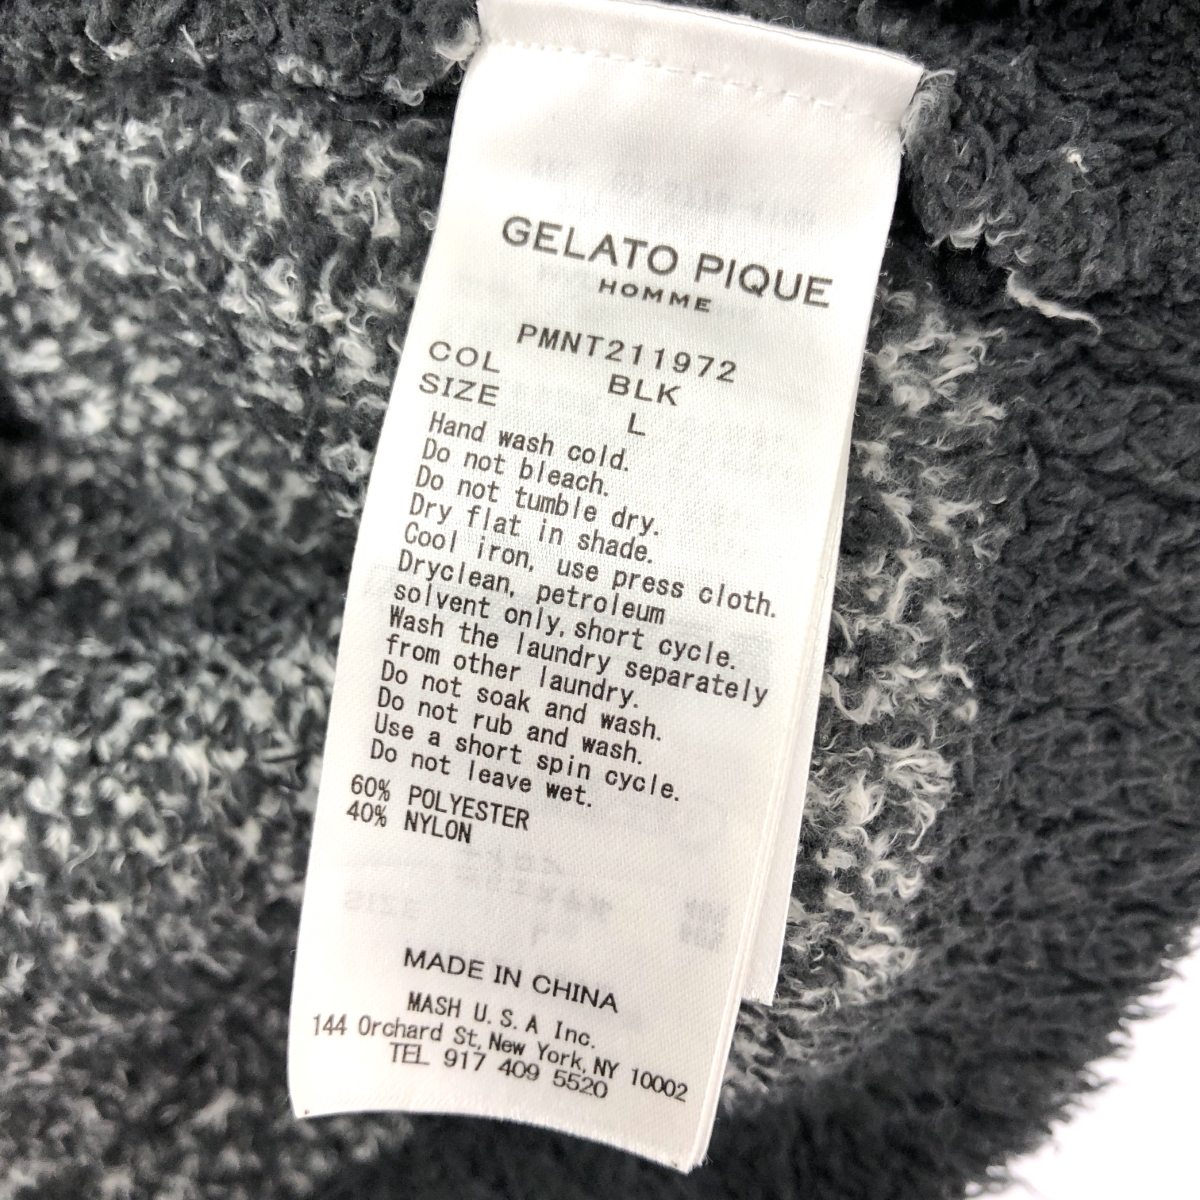 GELATO PIQUE
HOMME
PMNT211972
COL BLK
SIZE L
Hand wash cold.
Do not bleach.
Do not tumble dry.
Dry flat in shade.
Cool iron, use press cloth.
Dryclean, petroleum
solvent only, short cycle.
Wash the laundry separately
from other laundry.
Do not soak and wash.
Do not rub and wash.
Use a short spin cycle.
Do not leave wet.
60% POLYESTER
40% NYLON
MADE IN CHINA
MASH U.S.A Inc.
144 Orchard St, New York, NY 10002
TEL 917 409 5520